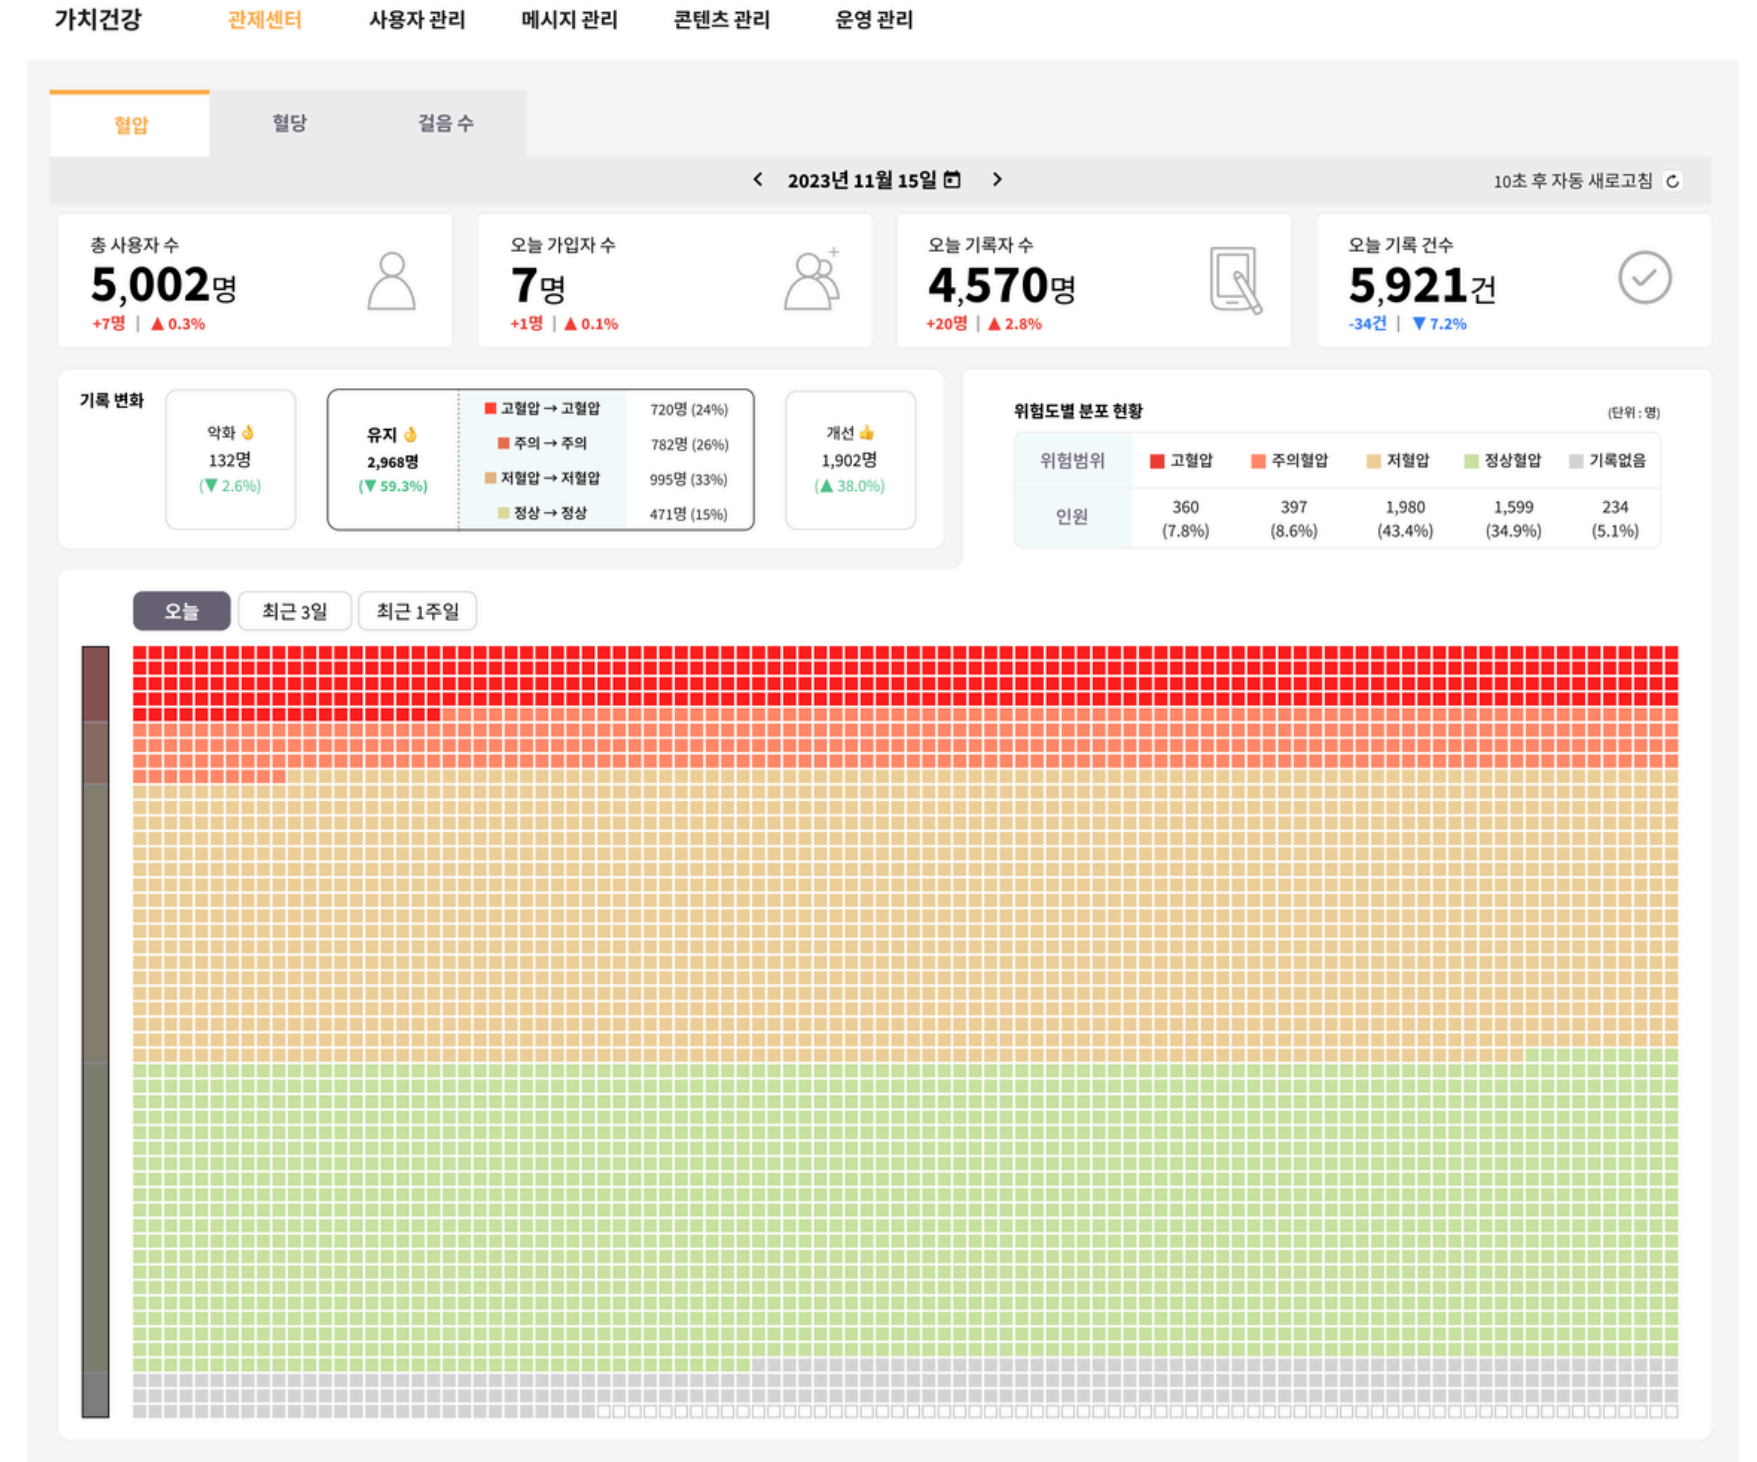 가치건강 관제센터 사용자 관리 메시지 관리 콘텐츠 관리 운영 관리
혈압 혈당 걸음 수
< 2023년 11월 15일 >
10초 후 자동 새로고침
총 사용자 수
5,002명
+7명 | ▲ 0.3%
오늘 가입자 수
7명
+1명 | ▲ 0.1%
오늘 기록자 수
4,570명
+20명 | ▲ 2.8%
오늘 기록 건수
5,921건
-34건 | ▼ 7.2%
기록 변화
악화 👌
132명
(▼ 2.6%)
유지 👌
2,968명
(▼ 59.3%)
고혈압 → 고혈압 720명 (24%)
주의 → 주의 782명 (26%)
저혈압 → 저혈압 995명 (33%)
정상 → 정상 471명 (15%)
개선 👍
1,902명
(▲ 38.0%)
위험도별 분포 현황 (단위 : 명)
위험범위 고혈압 주의혈압 저혈압 정상혈압 기록없음
인원 360 397 1,980 1,599 234
(7.8%) (8.6%) (43.4%) (34.9%) (5.1%)
오늘 최근 3일 최근 1주일